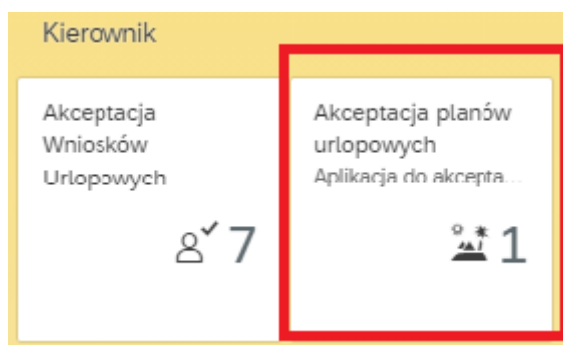 Kierownik
Akceptacja
Wniosków
Urlopowych
7
Akceptacja planów
urlopowych
Aplikacja do akcepta...
1